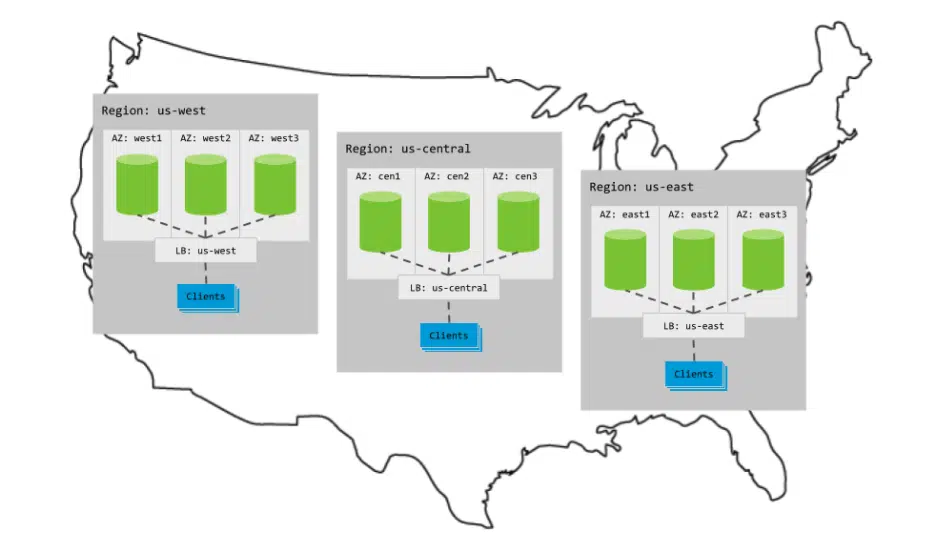 Region: us-west
AZ: west1 AZ: west2 AZ: west3
LB: us-west
Clients
Region: us-central
AZ: cen1 AZ: cen2 AZ: cen3
LB: us-central
Clients
Region: us-east
AZ: east1 AZ: east2 AZ: east3
LB: us-east
Clients